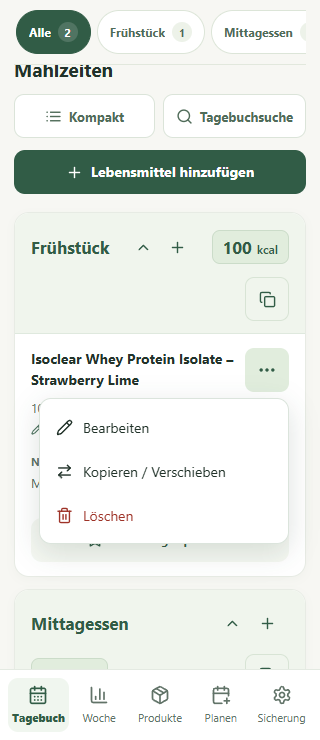 Alle 2 Frühstück 1 Mittagessen
Mahlzeiten
Kompakt Tagebuchsuche
Lebensmittel hinzufügen
Frühstück 100 kcal
Isoclear Whey Protein Isolate –
Strawberry Lime
Bearbeiten
Kopieren / Verschieben
Löschen
Mittagessen
Tagebuch Woche Produkte Planen Sicherung